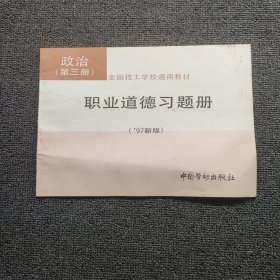 政治
（第三册）
全国技工学校通用教材
职业道德习题册
（'97新版）
中国劳动出版社